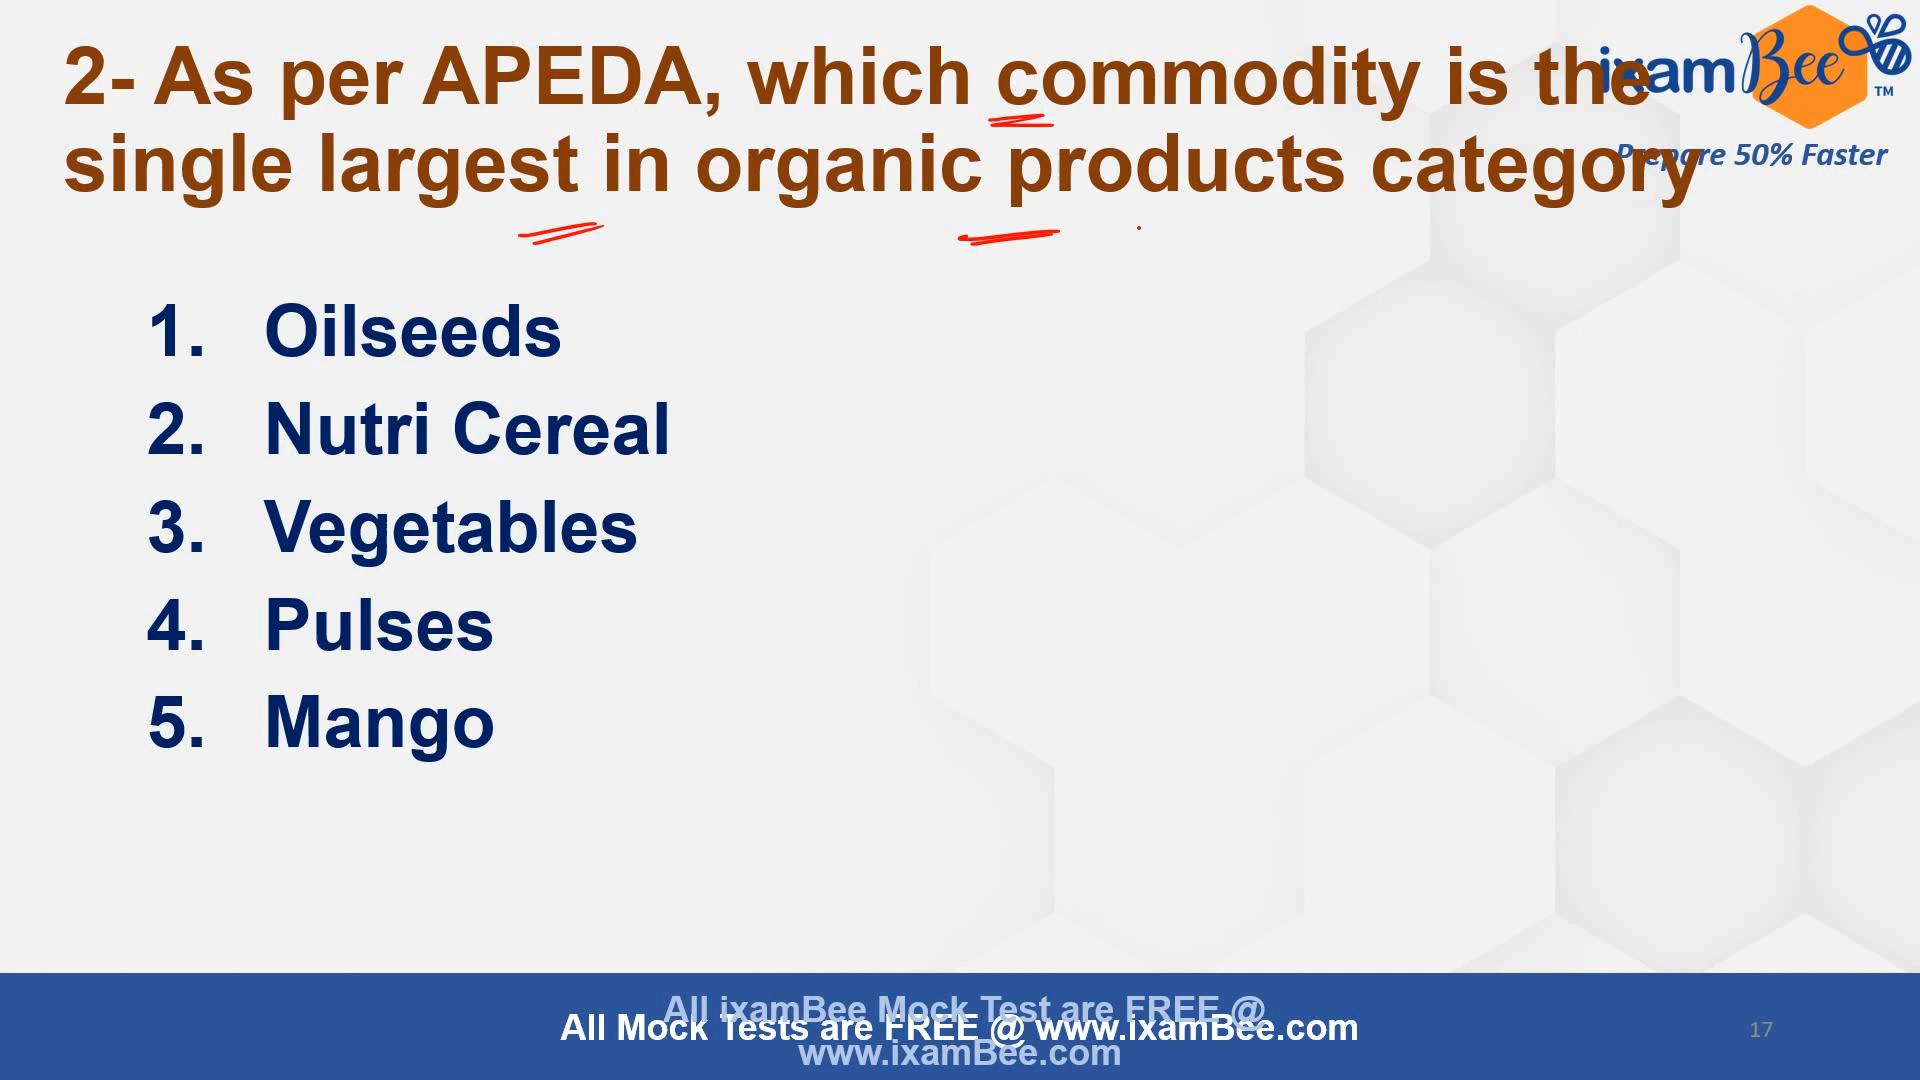 2- As per APEDA, which commodity is the
single largest in organic products category
ixamBee TM
Prepare 50% Faster
1. Oilseeds
2. Nutri Cereal
3. Vegetables
4. Pulses
5. Mango
All ixamBee Mock Test are FREE @
www.ixamBee.com
All Mock Tests are FREE @ www.ixamBee.com
17